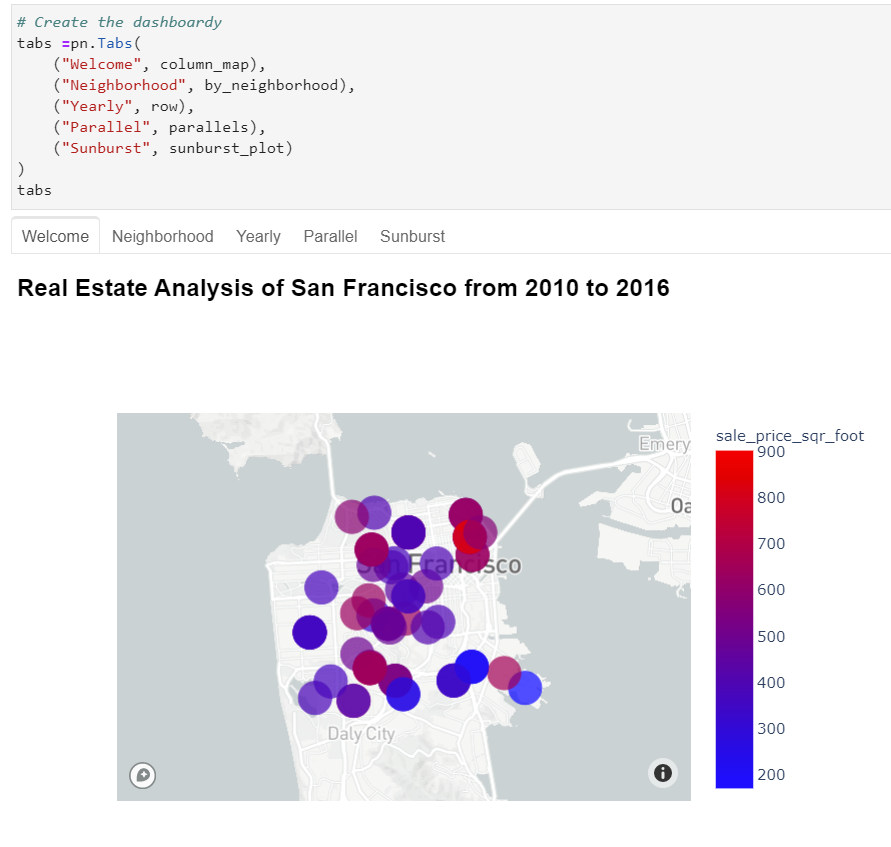 # Create the dashboardy
tabs =pn.Tabs(
    ("Welcome", column_map),
    ("Neighborhood", by_neighborhood),
    ("Yearly", row),
    ("Parallel", parallels),
    ("Sunburst", sunburst_plot)
)
tabs
Welcome Neighborhood Yearly Parallel Sunburst
Real Estate Analysis of San Francisco from 2010 to 2016
sale_price_sqr_foot
Emery
900
800
Oa
700
San Francisco
600
500
400
300
Daly City
200